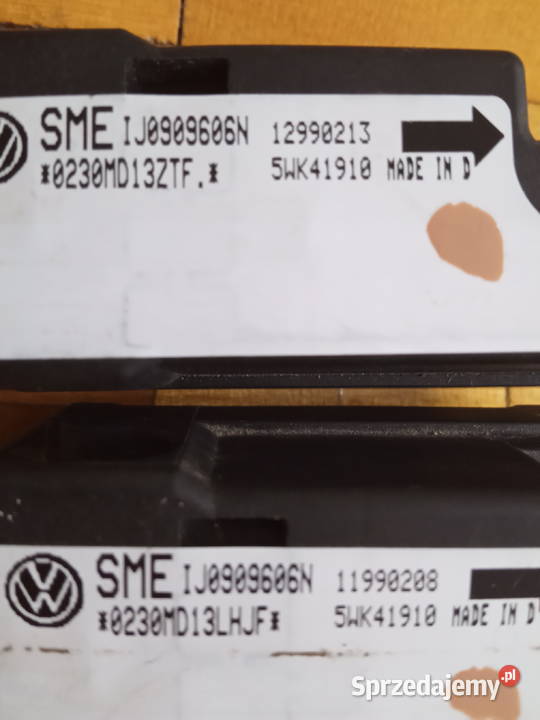 SME IJ0909606N 12990213
*0230MD13ZTF.* 5WK41910 MADE IN D
SME IJ0909606N 11990208
*0230MD13LHJF* 5WK41910 MADE IN D
Sprzedajemy.pl